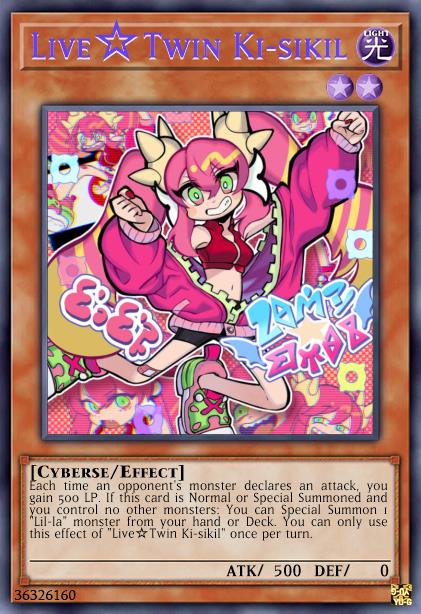 Live☆Twin Ki-sikil
LIGHT
光
[Cyberse/Effect]
Each time an opponent's monster declares an attack, you
gain 500 LP. If this card is Normal or Special Summoned and
you control no other monsters: You can Special Summon 1
"Lil-la" monster from your hand or Deck. You can only use
this effect of "Live☆Twin Ki-sikil" once per turn.
ATK/ 500 DEF/ 0
36326160